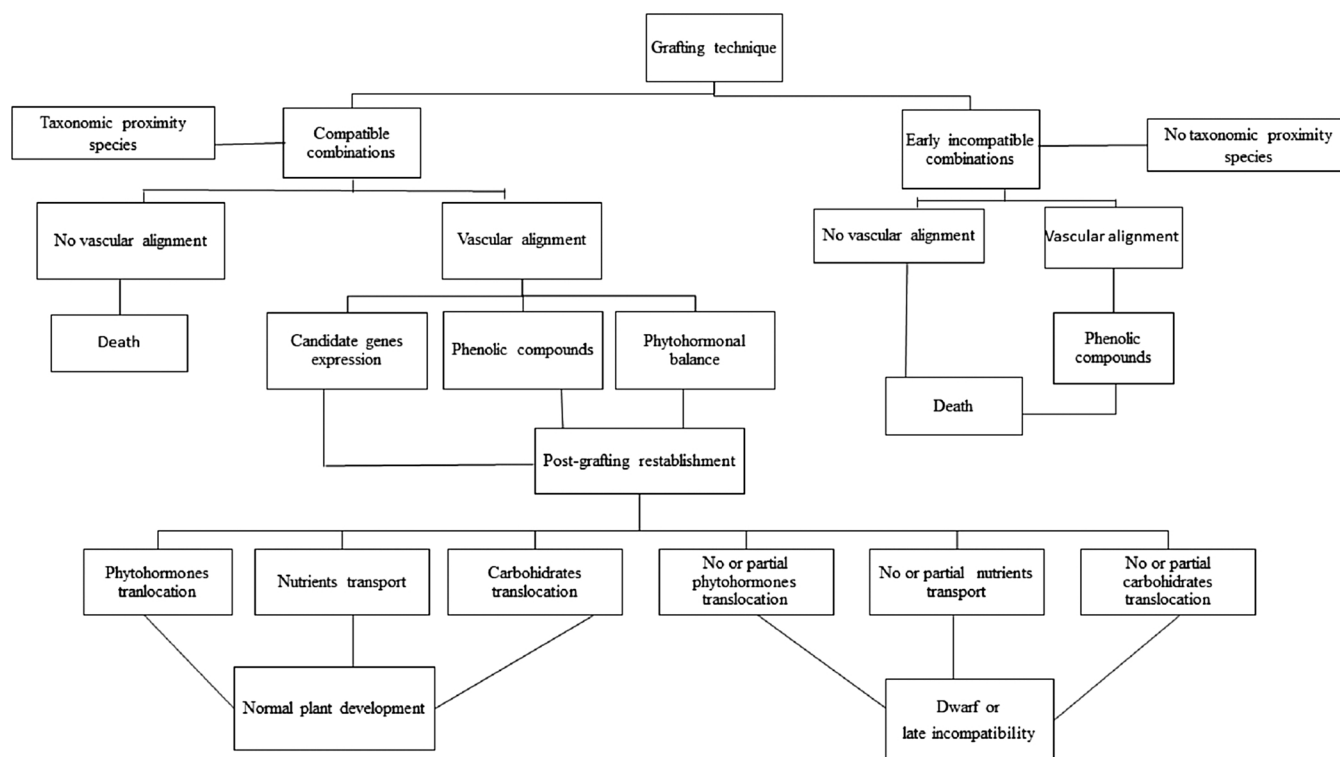 Grafting technique
Taxonomic proximity
species
Compatible
combinations
Early incompatible
combinations
No taxonomic proximity
species
No vascular alignment
Vascular alignment
No vascular alignment
Vascular alignment
Death
Candidate genes
expression
Phenolic compounds
Phytohormonal
balance
Phenolic
compounds
Death
Post-grafting restablishment
Phytohormones
tranlocation
Nutrients transport
Carbohidrates
translocation
No or partial
phytohormones
translocation
No or partial nutrients
transport
No or partial
carbohidrates
translocation
Normal plant development
Dwarf or
late incompatibility